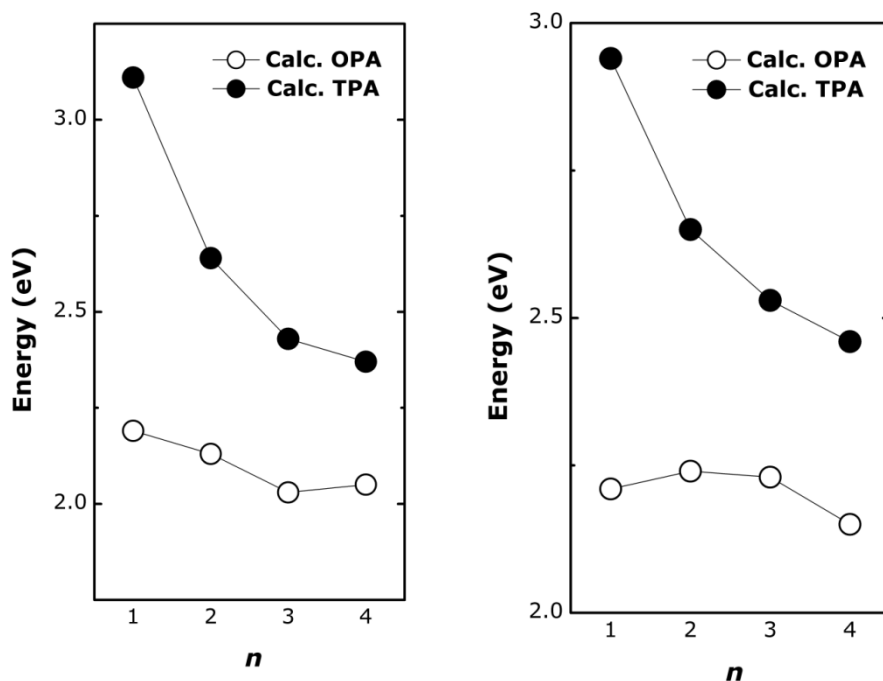 Calc. OPA
Calc. TPA
3.0
2.5
2.0
Energy (eV)
1 2 3 4
n
Calc. OPA
Calc. TPA
3.0
2.5
2.0
Energy (eV)
1 2 3 4
n